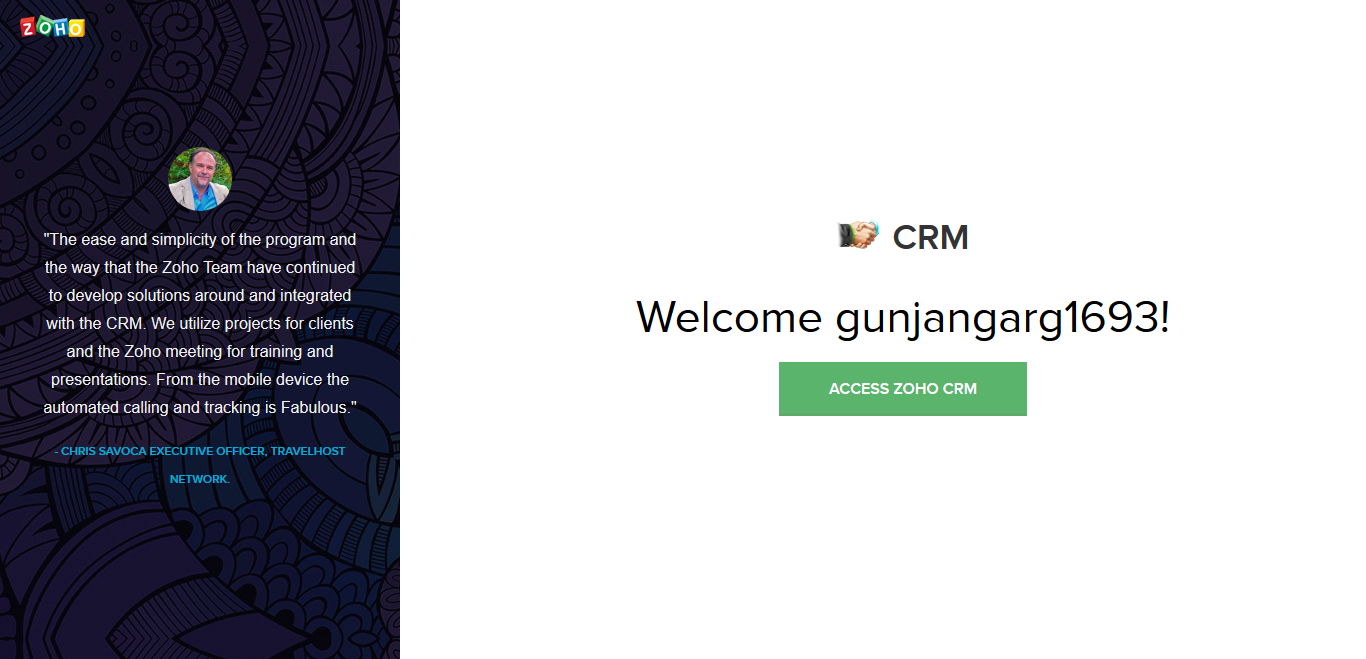 ZOHO
"The ease and simplicity of the program and
the way that the Zoho Team have continued
to develop solutions around and integrated
with the CRM. We utilize projects for clients
and the Zoho meeting for training and
presentations. From the mobile device the
automated calling and tracking is Fabulous."
- CHRIS SAVOCA EXECUTIVE OFFICER, TRAVELHOST
NETWORK.
CRM
Welcome gunjangarg1693!
ACCESS ZOHO CRM